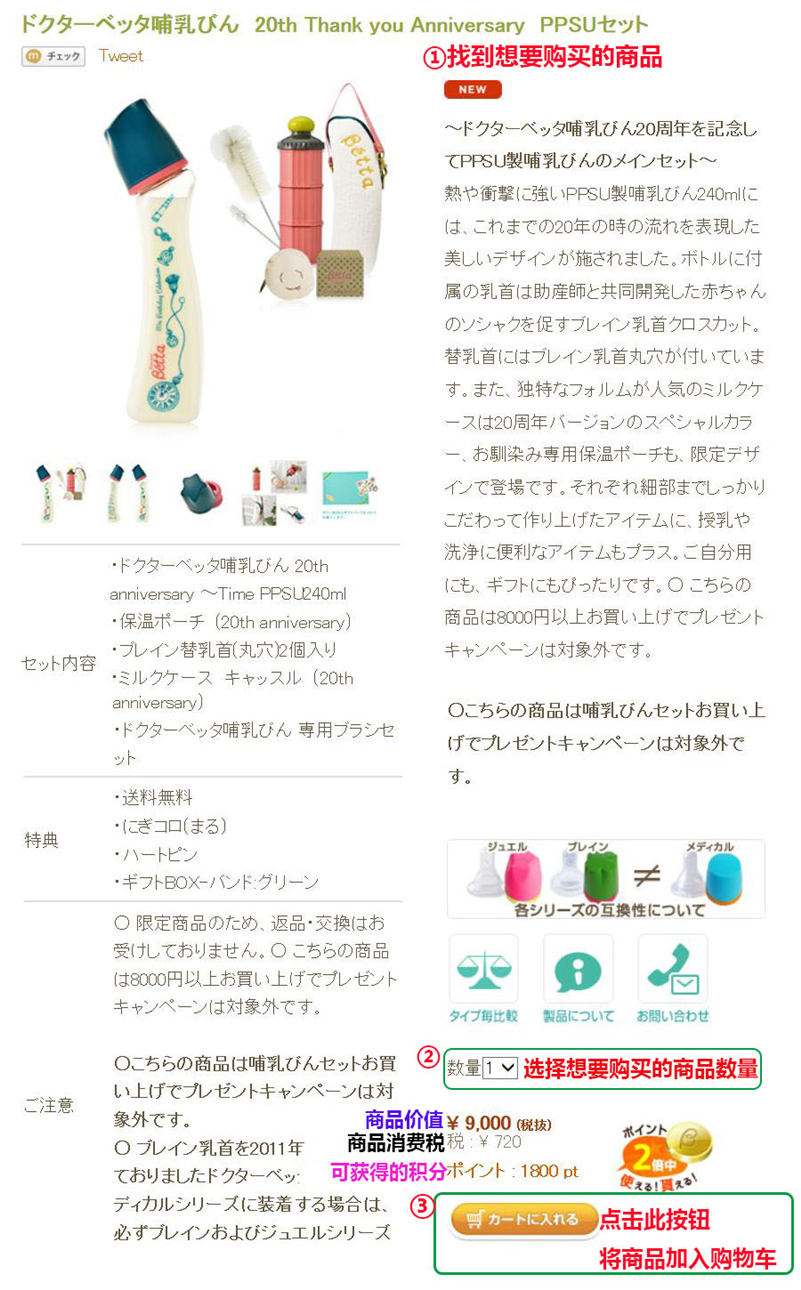 ドクターベッタ哺乳びん 20th Thank you Anniversary PPSUセット
チェック Tweet
①找到想要购买的商品
NEW
～ドクターベッタ哺乳びん20周年を記念し
てPPSU製哺乳びんのメインセット～
熱や衝撃に強いPPSU製哺乳びん240mlに
は、これまでの20年の時の流れを表現した
美しいデザインが施されました。ボトルに付
属の乳首は助産師と共同開発した赤ちゃん
のソシャクを促すブレイン乳首クロスカット。
替乳首にはブレイン乳首丸穴が付いていま
す。また、独特なフォルムが人気のミルクケ
ースは20周年バージョンのスペシャルカラ
ー、お馴染み専用保温ポーチも、限定デザ
インで登場です。それぞれ細部までしっかり
こだわって作り上げたアイテムに、授乳や
洗浄に便利なアイテムもプラス。ご自分用
にも、ギフトにもぴったりです。〇 こちらの
商品は8000円以上お買い上げでプレゼント
キャンペーンは対象外です。
〇こちらの商品は哺乳びんセットお買い上
げでプレゼントキャンペーンは対象外で
す。
Bétta
Bétta
セット内容
・ドクターベッタ哺乳びん 20th
anniversary ～Time PPSU240ml
・保温ポーチ（20th anniversary）
・ブレイン替乳首(丸穴)2個入り
・ミルクケース キャッスル（20th
anniversary）
・ドクターベッタ哺乳びん 専用ブラシセ
ット
特典
・送料無料
・にぎコロ(まる)
・ハートピン
・ギフトBOX-バンド:グリーン
ご注意
〇 限定商品のため、返品・交換はお
受けしておりません。〇 こちらの商品
は8000円以上お買い上げでプレゼント
キャンペーンは対象外です。
〇こちらの商品は哺乳びんセットお買
い上げでプレゼントキャンペーンは対
象外です。
〇 ブレイン乳首を2011年
ておりましたドクターベッ
ディカルシリーズに装着する場合は、
必ずブレインおよびジュエルシリーズ
ジュエル ブレイン ≠ メディカル
各シリーズの互換性について
タイプ毎比較 製品について お問い合わせ
② 数量 1 选择想要购买的商品数量
商品价值 ¥ 9,000 (税抜)
商品消费税 税 : ¥ 720
可获得的积分 ポイント : 1800 pt
ポイント
2倍中
使える!貰える!
③ カートに入れる 点击此按钮
将商品加入购物车